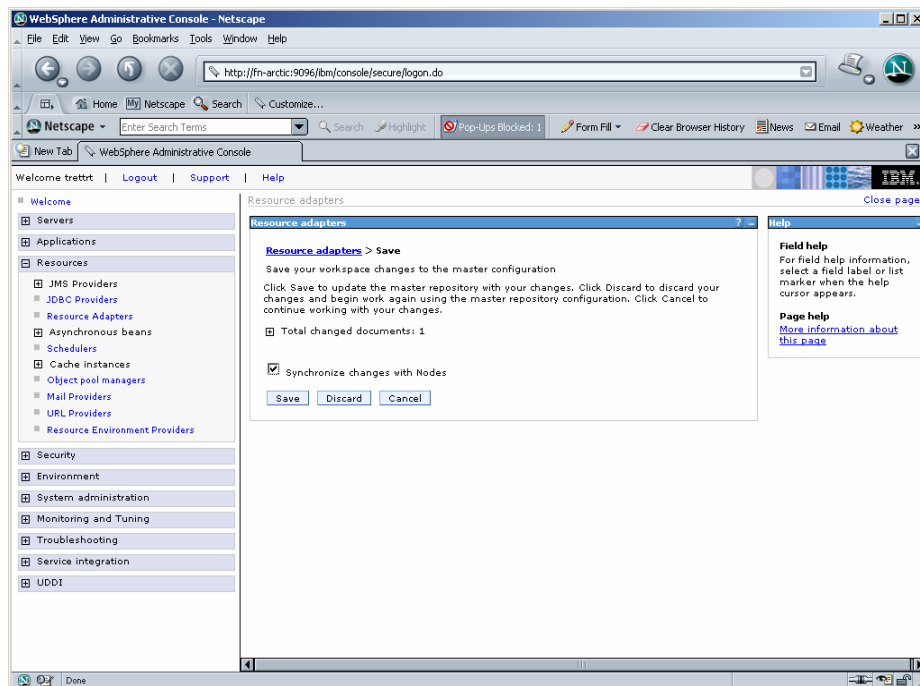 WebSphere Administrative Console - Netscape
File Edit View Go Bookmarks Tools Window Help
http://fn-arctic:9096/ibm/console/secure/logon.do
Home My Netscape Search Customize...
Netscape Enter Search Terms Search Highlight Pop-Ups Blocked: 1 Form Fill Clear Browser History News Email Weather »
New Tab WebSphere Administrative Console
Welcome trettrt | Logout | Support | Help IBM.
Welcome
Servers
Applications
Resources
JMS Providers
JDBC Providers
Resource Adapters
Asynchronous beans
Schedulers
Cache instances
Object pool managers
Mail Providers
URL Providers
Resource Environment Providers
Security
Environment
System administration
Monitoring and Tuning
Troubleshooting
Service integration
UDDI
Resource adapters Close page
Resource adapters ? –
Resource adapters > Save
Save your workspace changes to the master configuration
Click Save to update the master repository with your changes. Click Discard to discard your
changes and begin work again using the master repository configuration. Click Cancel to
continue working with your changes.
Total changed documents: 1
Synchronize changes with Nodes
Save Discard Cancel
Help
Field help
For field help information,
select a field label or list
marker when the help
cursor appears.
Page help
More information about
this page
Done